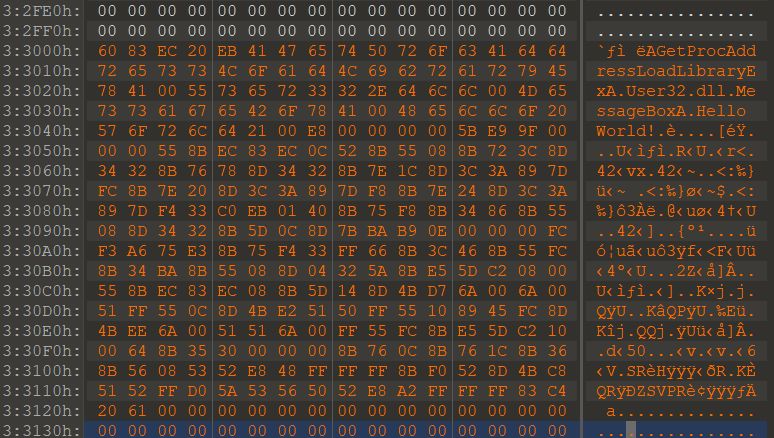 3:2FE0h: 00 00 00 00 00 00 00 00 00 00 00 00 00 00 00 00 ................
3:2FF0h: 00 00 00 00 00 00 00 00 00 00 00 00 00 00 00 00 ................
3:3000h: 60 83 EC 20 EB 41 47 65 74 50 72 6F 63 41 64 64 `ƒì ëAGetProcAdd
3:3010h: 72 65 73 73 4C 6F 61 64 4C 69 62 72 61 72 79 45 ressLoadLibraryE
3:3020h: 78 41 00 55 73 65 72 33 32 2E 64 6C 6C 00 4D 65 xA.User32.dll.Me
3:3030h: 73 73 61 67 65 42 6F 78 41 00 48 65 6C 6C 6F 20 ssageBoxA.Hello
3:3040h: 57 6F 72 6C 64 21 00 E8 00 00 00 00 5B E9 9F 00 World!.è....[éŸ.
3:3050h: 00 00 55 8B EC 83 EC 0C 52 8B 55 08 8B 72 3C 8D ..U‹ìƒì.R‹U.‹r<.
3:3060h: 34 32 8B 76 78 8D 34 32 8B 7E 1C 8D 3C 3A 89 7D 42‹vx.42‹~..<:‰}
3:3070h: FC 8B 7E 20 8D 3C 3A 89 7D F8 8B 7E 24 8D 3C 3A ü‹~ .<:‰}ø‹~$.<:
3:3080h: 89 7D F4 33 C0 EB 01 40 8B 75 F8 8B 34 86 8B 55 ‰}ô3Àë.@‹uø‹4†‹U
3:3090h: 08 8D 34 32 8B 5D 0C 8D 7B BA B9 0E 00 00 00 FC ..42‹]..{º¹....ü
3:30A0h: F3 A6 75 E3 8B 75 F4 33 FF 66 8B 3C 46 8B 55 FC ó¦uã‹uô3ÿf‹<F‹Uü
3:30B0h: 8B 34 BA 8B 55 08 8D 04 32 5A 8B E5 5D C2 08 00 ‹4º‹U...2Z‹å]Â..
3:30C0h: 55 8B EC 83 EC 08 8B 5D 14 8D 4B D7 6A 00 6A 00 U‹ìƒì.‹]..K×j.j.
3:30D0h: 51 FF 55 0C 8D 4B E2 51 50 FF 55 10 89 45 FC 8D QÿU..KâQPÿU.‰Eü.
3:30E0h: 4B EE 6A 00 51 51 6A 00 FF 55 FC 8B E5 5D C2 10 Kîj.QQj.ÿUü‹å]Â.
3:30F0h: 00 64 8B 35 30 00 00 00 8B 76 0C 8B 76 1C 8B 36 .d‹50...‹v.‹v.‹6
3:3100h: 8B 56 08 53 52 E8 48 FF FF FF 8B F0 52 8D 4B C8 ‹V.SRèHÿÿÿ‹ðR.KÈ
3:3110h: 51 52 FF D0 5A 53 56 50 52 E8 A2 FF FF FF 83 C4 QRÿÐZSVPRè¢ÿÿÿƒÄ
3:3120h: 20 61 00 00 00 00 00 00 00 00 00 00 00 00 00 00 a..............
3:3130h: 00 00 00 00 00 00 00 00 00 00 00 00 00 00 00 00 ................